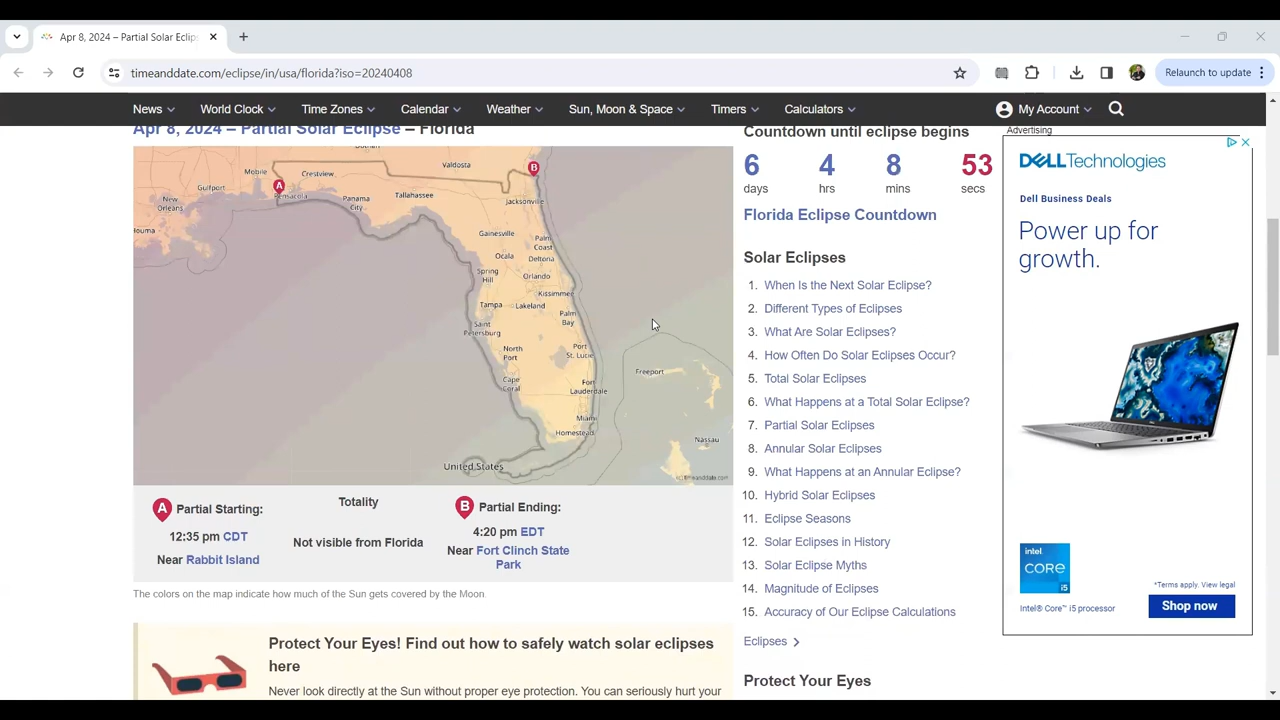 Apr 8, 2024 – Partial Solar Eclips
timeanddate.com/eclipse/in/usa/florida?iso=20240408
Relaunch to update
News
World Clock
Time Zones
Calendar
Weather
Sun, Moon & Space
Timers
Calculators
My Account
Apr 8, 2024 – Partial Solar Eclipse – Florida
Mobile
Crestview
Valdosta
B
Gulfport
A
Pensacola
Tallahassee
Jacksonville
New
Orleans
Panama
City
Houma
Gainesville
Palm
Coast
Ocala
Deltona
Spring
Hill
Orlando
Kissimmee
Tampa
Lakeland
Palm
Bay
Saint
Petersburg
North
Port
Port
St. Lucie
Cape
Coral
Fort
Lauderdale
Freeport
Miami
Homestead
Nassau
United States
A Partial Starting:
12:35 pm CDT
Near Rabbit Island
Totality
Not visible from Florida
B Partial Ending:
4:20 pm EDT
Near Fort Clinch State
Park
The colors on the map indicate how much of the Sun gets covered by the Moon.
Protect Your Eyes! Find out how to safely watch solar eclipses
here
Never look directly at the Sun without proper eye protection. You can seriously hurt your
Countdown until eclipse begins
6 4 8 53
days hrs mins secs
Florida Eclipse Countdown
Solar Eclipses
1. When Is the Next Solar Eclipse?
2. Different Types of Eclipses
3. What Are Solar Eclipses?
4. How Often Do Solar Eclipses Occur?
5. Total Solar Eclipses
6. What Happens at a Total Solar Eclipse?
7. Partial Solar Eclipses
8. Annular Solar Eclipses
9. What Happens at an Annular Eclipse?
10. Hybrid Solar Eclipses
11. Eclipse Seasons
12. Solar Eclipses in History
13. Solar Eclipse Myths
14. Magnitude of Eclipses
15. Accuracy of Our Eclipse Calculations
Eclipses
Protect Your Eyes
Advertising
DELLTechnologies
Dell Business Deals
Power up for
growth.
intel
CORE
i5
Intel® Core™ i5 processor
*Terms apply. View legal
Shop now